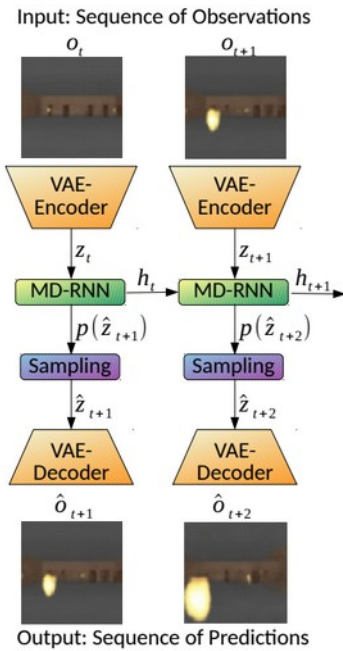 Input: Sequence of Observations
o_t o_{t+1}
VAE-
Encoder
VAE-
Encoder
z_t z_{t+1}
MD-RNN h_t MD-RNN h_{t+1}
p(ẑ_{t+1}) p(ẑ_{t+2})
Sampling Sampling
ẑ_{t+1} ẑ_{t+2}
VAE-
Decoder
VAE-
Decoder
ô_{t+1} ô_{t+2}
Output: Sequence of Predictions